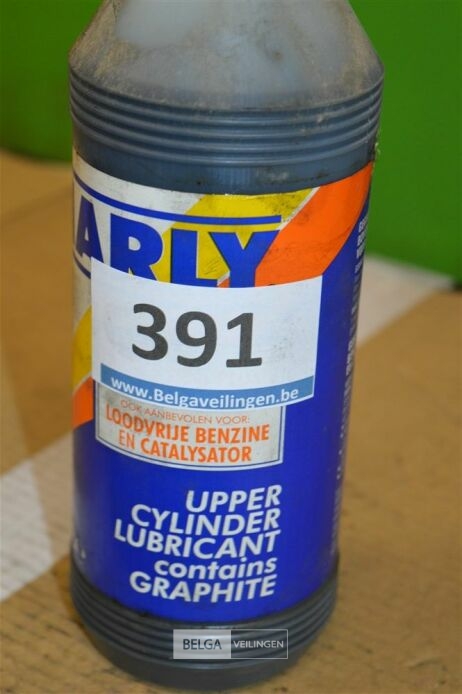 ARLY
391
www.Belgaveilingen.be
OOK AANBEVOLEN VOOR:
LOODVRIJE BENZINE
EN CATALYSATOR
UPPER
CYLINDER
LUBRICANT
contains
GRAPHITE
BELGA VEILINGEN